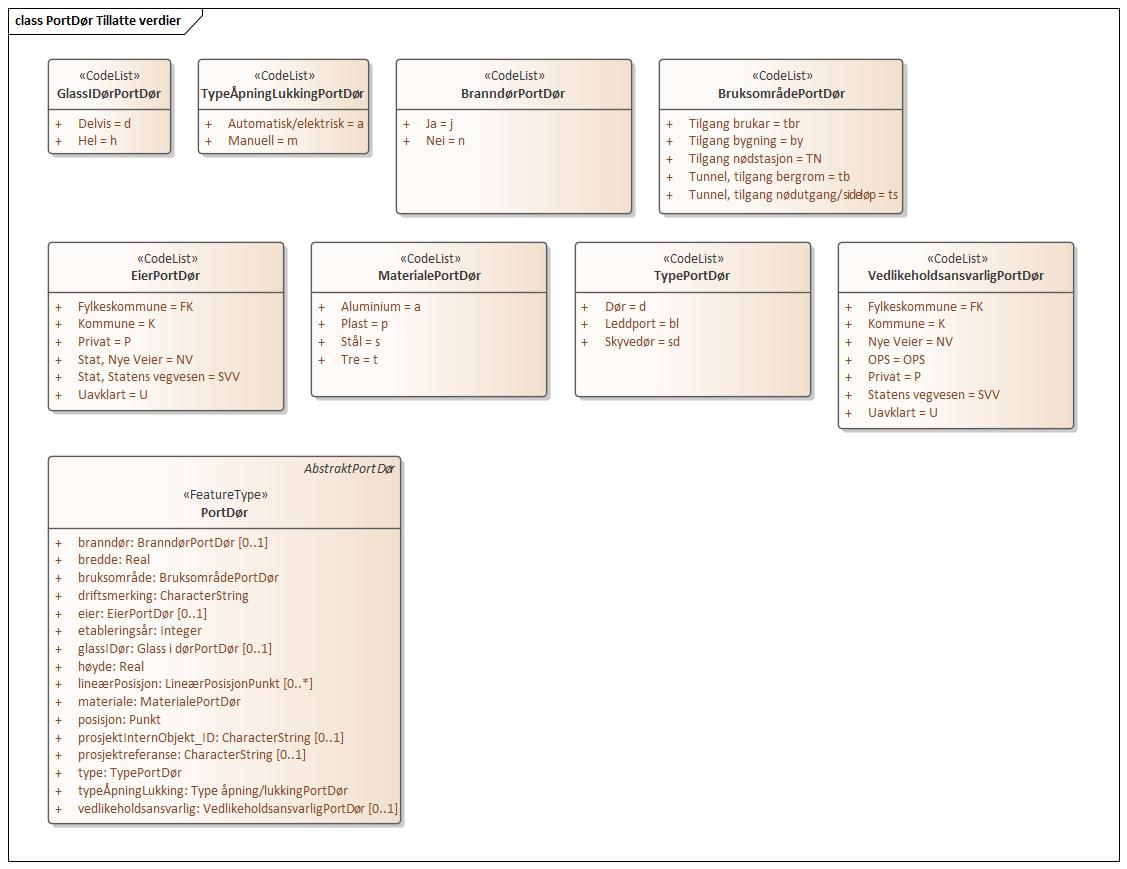 class PortDør Tillatte verdier
«CodeList»
GlassIDørPortDør
+ Delvis = d
+ Hel = h
«CodeList»
TypeÅpningLukkingPortDør
+ Automatisk/elektrisk = a
+ Manuell = m
«CodeList»
BranndørPortDør
+ Ja = j
+ Nei = n
«CodeList»
BruksområdePortDør
+ Tilgang brukar = tbr
+ Tilgang bygning = by
+ Tilgang nødstasjon = TN
+ Tunnel, tilgang bergrom = tb
+ Tunnel, tilgang nødutgang/sideløp = ts
«CodeList»
EierPortDør
+ Fylkeskommune = FK
+ Kommune = K
+ Privat = P
+ Stat, Nye Veier = NV
+ Stat, Statens vegvesen = SVV
+ Uavklart = U
«CodeList»
MaterialePortDør
+ Aluminium = a
+ Plast = p
+ Stål = s
+ Tre = t
«CodeList»
TypePortDør
+ Dør = d
+ Leddport = bl
+ Skyvedør = sd
«CodeList»
VedlikeholdsansvarligPortDør
+ Fylkeskommune = FK
+ Kommune = K
+ Nye Veier = NV
+ OPS = OPS
+ Privat = P
+ Statens vegvesen = SVV
+ Uavklart = U
AbstraktPortDør
«FeatureType»
PortDør
+ branndør: BranndørPortDør [0..1]
+ bredde: Real
+ bruksområde: BruksområdePortDør
+ driftsmerking: CharacterString
+ eier: EierPortDør [0..1]
+ etableringsår: Integer
+ glassIDør: Glass i dørPortDør [0..1]
+ høyde: Real
+ lineærPosisjon: LineærPosisjonPunkt [0..*]
+ materiale: MaterialePortDør
+ posisjon: Punkt
+ prosjektInternObjekt_ID: CharacterString [0..1]
+ prosjektreferanse: CharacterString [0..1]
+ type: TypePortDør
+ typeÅpningLukking: Type åpning/lukkingPortDør
+ vedlikeholdsansvarlig: VedlikeholdsansvarligPortDør [0..1]